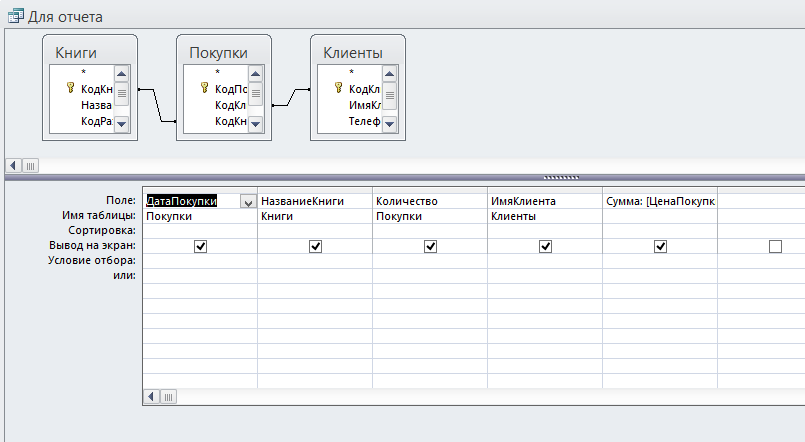 Для отчета
Книги Покупки Клиенты
* * *
КодКн КодПо КодКл
Назва КодКл ИмяКл
КодРаз КодКн Телеф
Поле: ДатаПокупки НазваниеКниги Количество ИмяКлиента Сумма: [ЦенаПокупк
Имя таблицы: Покупки Книги Покупки Клиенты
Сортировка:
Вывод на экран:
Условие отбора:
или: